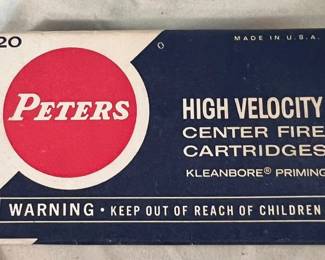 20
MADE IN U.S.A.
PETERS
HIGH VELOCITY
CENTER FIRE
CARTRIDGES
KLEANBORE® PRIMING
WARNING • KEEP OUT OF REACH OF CHILDREN